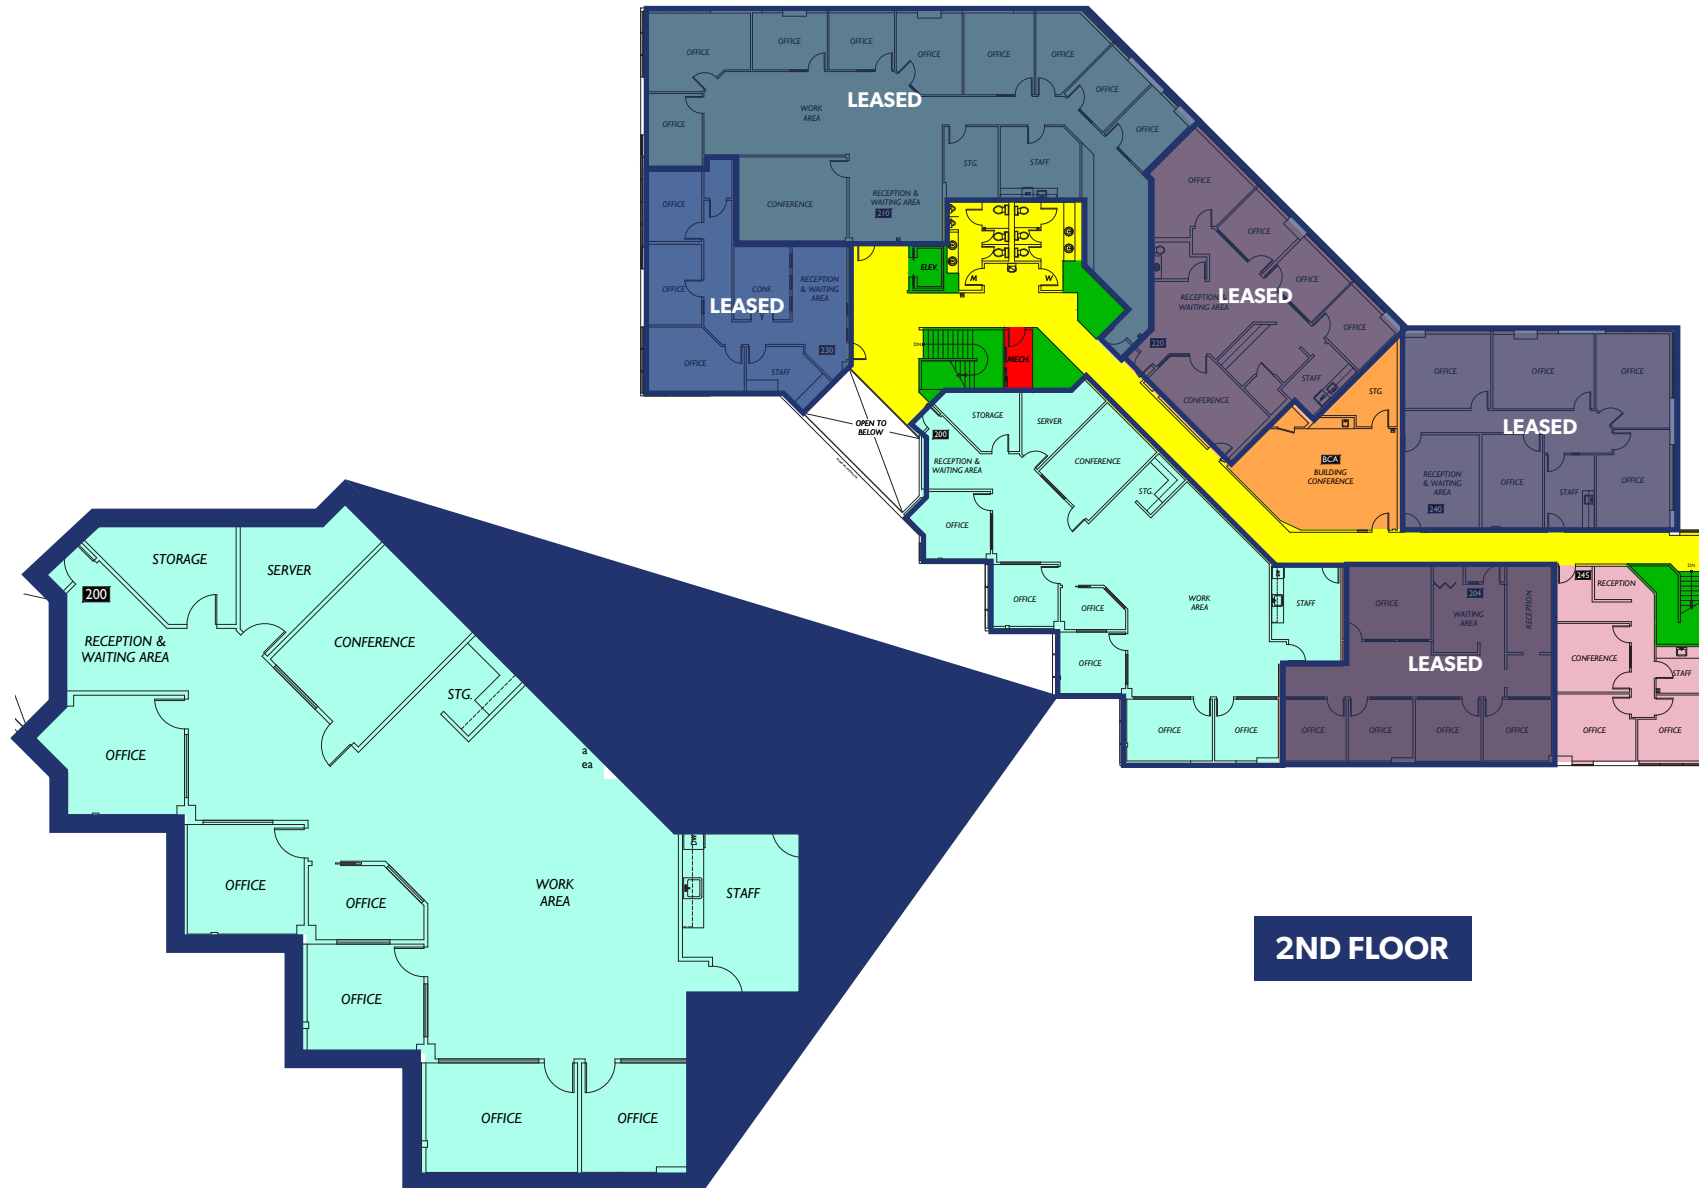 OFFICE
OFFICE
OFFICE
OFFICE
OFFICE
OFFICE
OFFICE
OFFICE
OFFICE
WORK
AREA
LEASED
STG.
STAFF
CONFERENCE
RECEPTION &
WAITING AREA
210
OFFICE
OFFICE
OFFICE
CONF.
RECEPTION
& WAITING
AREA
LEASED
STAFF
230
ELEV.
M
W
DN
MECH.
OPEN TO
BELOW
OFFICE
OFFICE
OFFICE
OFFICE
RECEPTION &
WAITING AREA
LEASED
220
CONFERENCE
STAFF
STG.
BCA
BUILDING
CONFERENCE
OFFICE
OFFICE
OFFICE
LEASED
RECEPTION
& WAITING
AREA
240
OFFICE
STAFF
OFFICE
STORAGE
SERVER
200
RECEPTION &
WAITING AREA
CONFERENCE
STG.
OFFICE
OFFICE
OFFICE
OFFICE
WORK
AREA
STAFF
OFFICE
OFFICE
OFFICE
204
WAITING
AREA
RECEPTION
LEASED
OFFICE
OFFICE
OFFICE
OFFICE
245
RECEPTION
DN
CONFERENCE
STAFF
OFFICE
OFFICE
STORAGE
SERVER
200
RECEPTION &
WAITING AREA
CONFERENCE
STG.
OFFICE
a
ea
OFFICE
OFFICE
WORK
AREA
DW
STAFF
OFFICE
OFFICE
OFFICE
2ND FLOOR